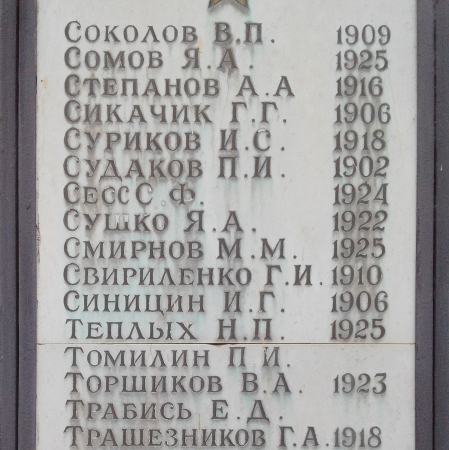 Соколов В.П. 1909
Сомов Я.А. 1925
Степанов А.А 1916
Сикачик Г.Г. 1906
Суриков И.С. 1918
Судаков П.И. 1902
Сесс С.Ф. 1924
Сушко Я.А. 1922
Смирнов М.М. 1925
Свириленко Г.И. 1910
Синицин И.Г. 1906
Теплых Н.П. 1925
Томилин П.И.
Торшиков В.А. 1923
Трабись Е.Д.
Трашезников Г.А. 1918